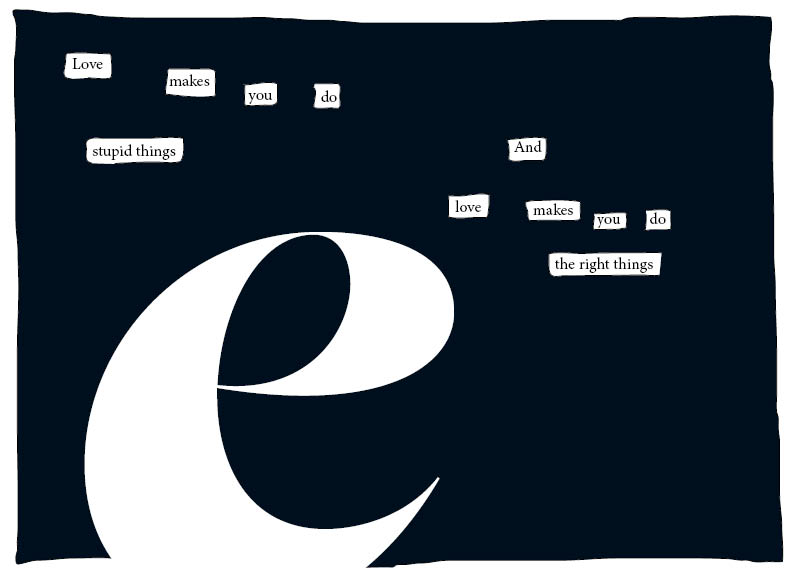 Love makes you do
stupid things
And
love makes you do
the right things
e